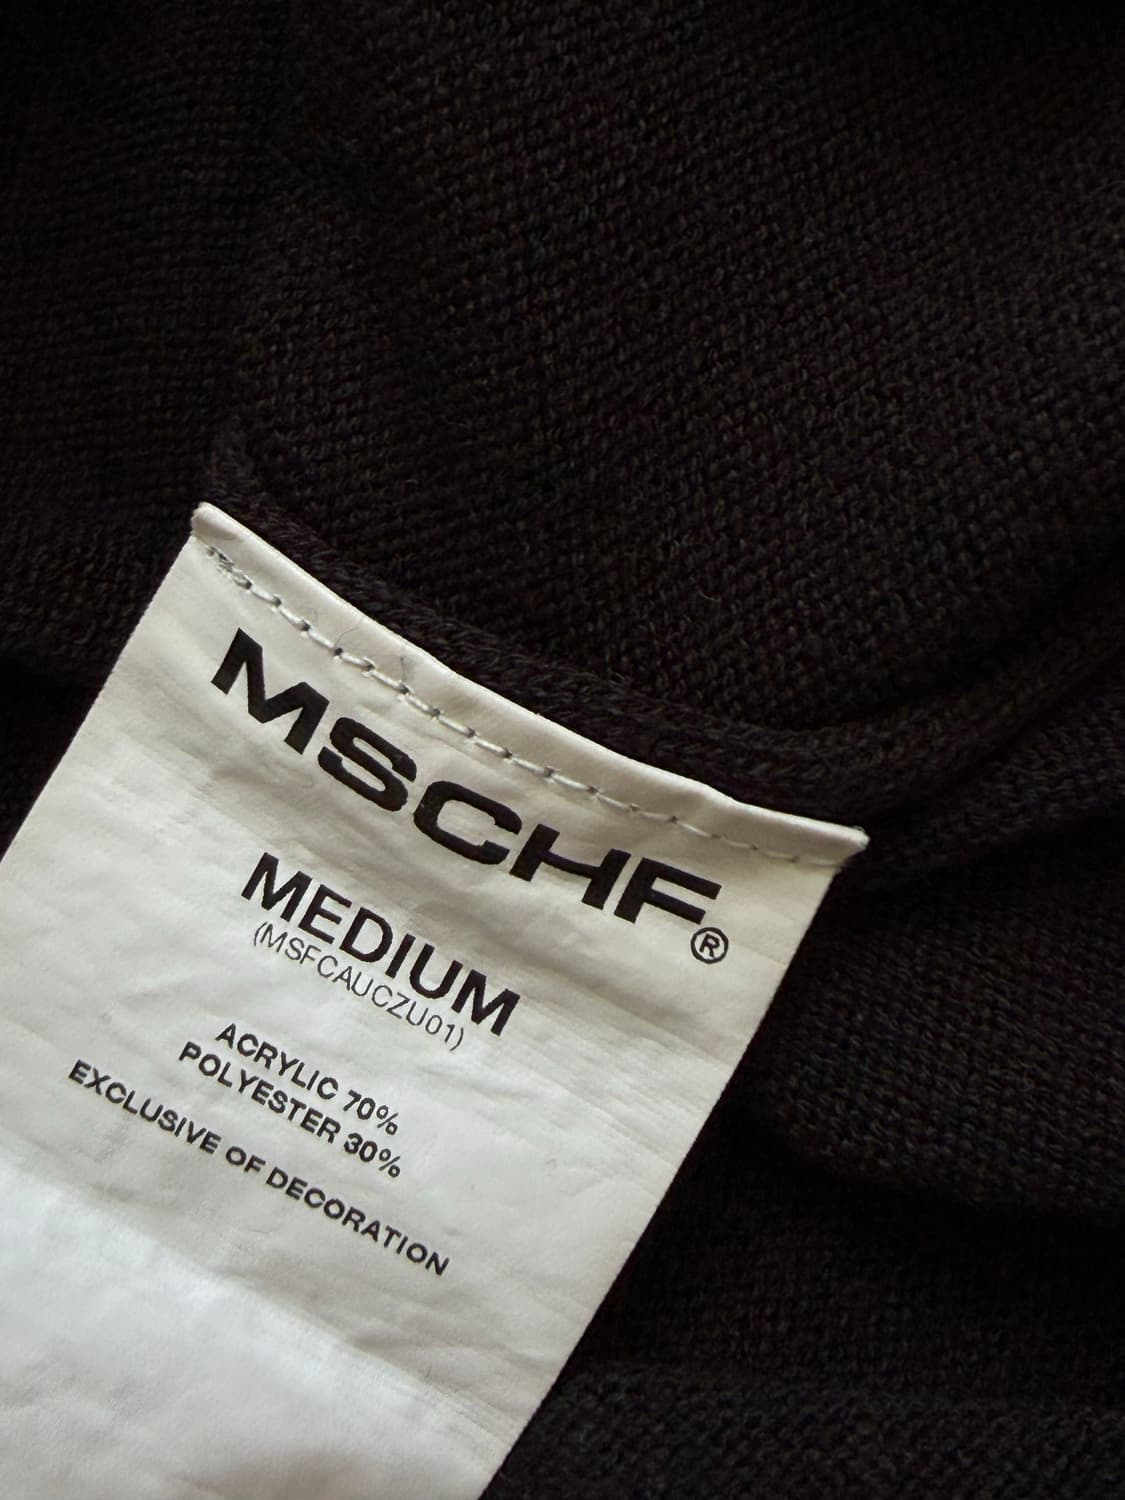 MSCHF®
MEDIUM
(MSFCAUCZU01)
ACRYLIC 70%
POLYESTER 30%
EXCLUSIVE OF DECORATION